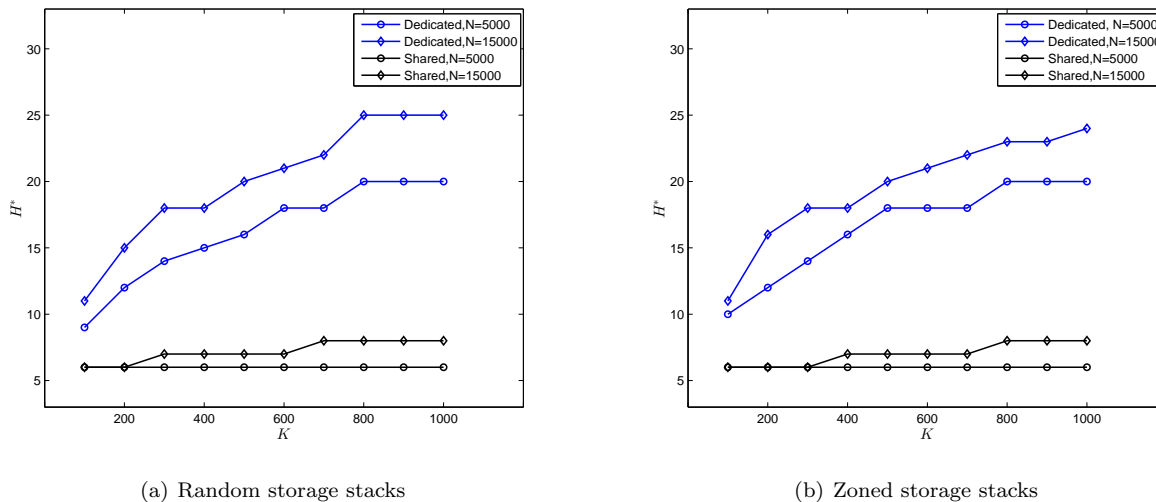 Dedicated,N=5000
Dedicated,N=15000
Shared,N=5000
Shared,N=15000
30
25
20
15
10
5
H*
200 400 600 800 1000
K
(a) Random storage stacks
Dedicated, N=5000
Dedicated,N=15000
Shared,N=5000
Shared,N=15000
30
25
20
15
10
5
H*
200 400 600 800 1000
K
(b) Zoned storage stacks